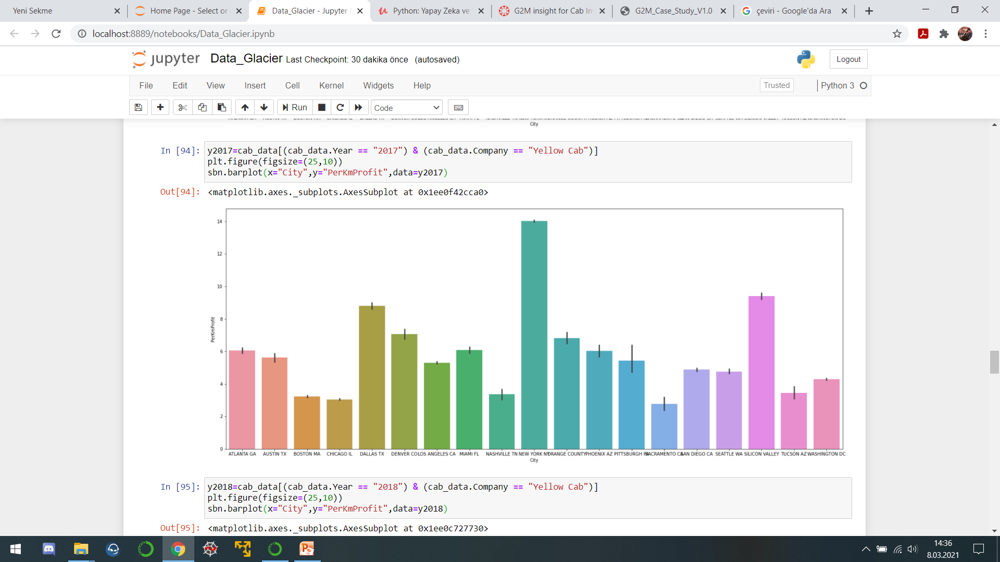 Yeni Sekme
Home Page - Select or
Data_Glacier - Jupyter
Python: Yapay Zeka ve
G2M insight for Cab In
G2M_Case_Study_V1.0
çeviri - Google'da Ara
localhost:8889/notebooks/Data_Glacier.ipynb
jupyter Data_Glacier Last Checkpoint: 30 dakika önce (autosaved)
Logout
File Edit View Insert Cell Kernel Widgets Help
Trusted
Python 3
Run
Code
City
In [94]:
y2017=cab_data[(cab_data.Year == "2017") & (cab_data.Company == "Yellow Cab")]
plt.figure(figsize=(25,10))
sbn.barplot(x="City",y="PerKmProfit",data=y2017)
Out[94]: <matplotlib.axes._subplots.AxesSubplot at 0x1ee0f42cca0>
14
12
10
8
6
4
2
0
PerKmProfit
ATLANTA GA AUSTIN TX BOSTON MA CHICAGO IL DALLAS TX DENVER CO LOS ANGELES CA MIAMI FL NASHVILLE TN NEW YORK NY ORANGE COUNTY PHOENIX AZ PITTSBURGH PA SACRAMENTO CA SAN DIEGO CA SEATTLE WA SILICON VALLEY TUCSON AZ WASHINGTON DC
City
In [95]:
y2018=cab_data[(cab_data.Year == "2018") & (cab_data.Company == "Yellow Cab")]
plt.figure(figsize=(25,10))
sbn.barplot(x="City",y="PerKmProfit",data=y2018)
Out[95]: <matplotlib.axes._subplots.AxesSubplot at 0x1ee0c727730>
14:36
8.03.2021